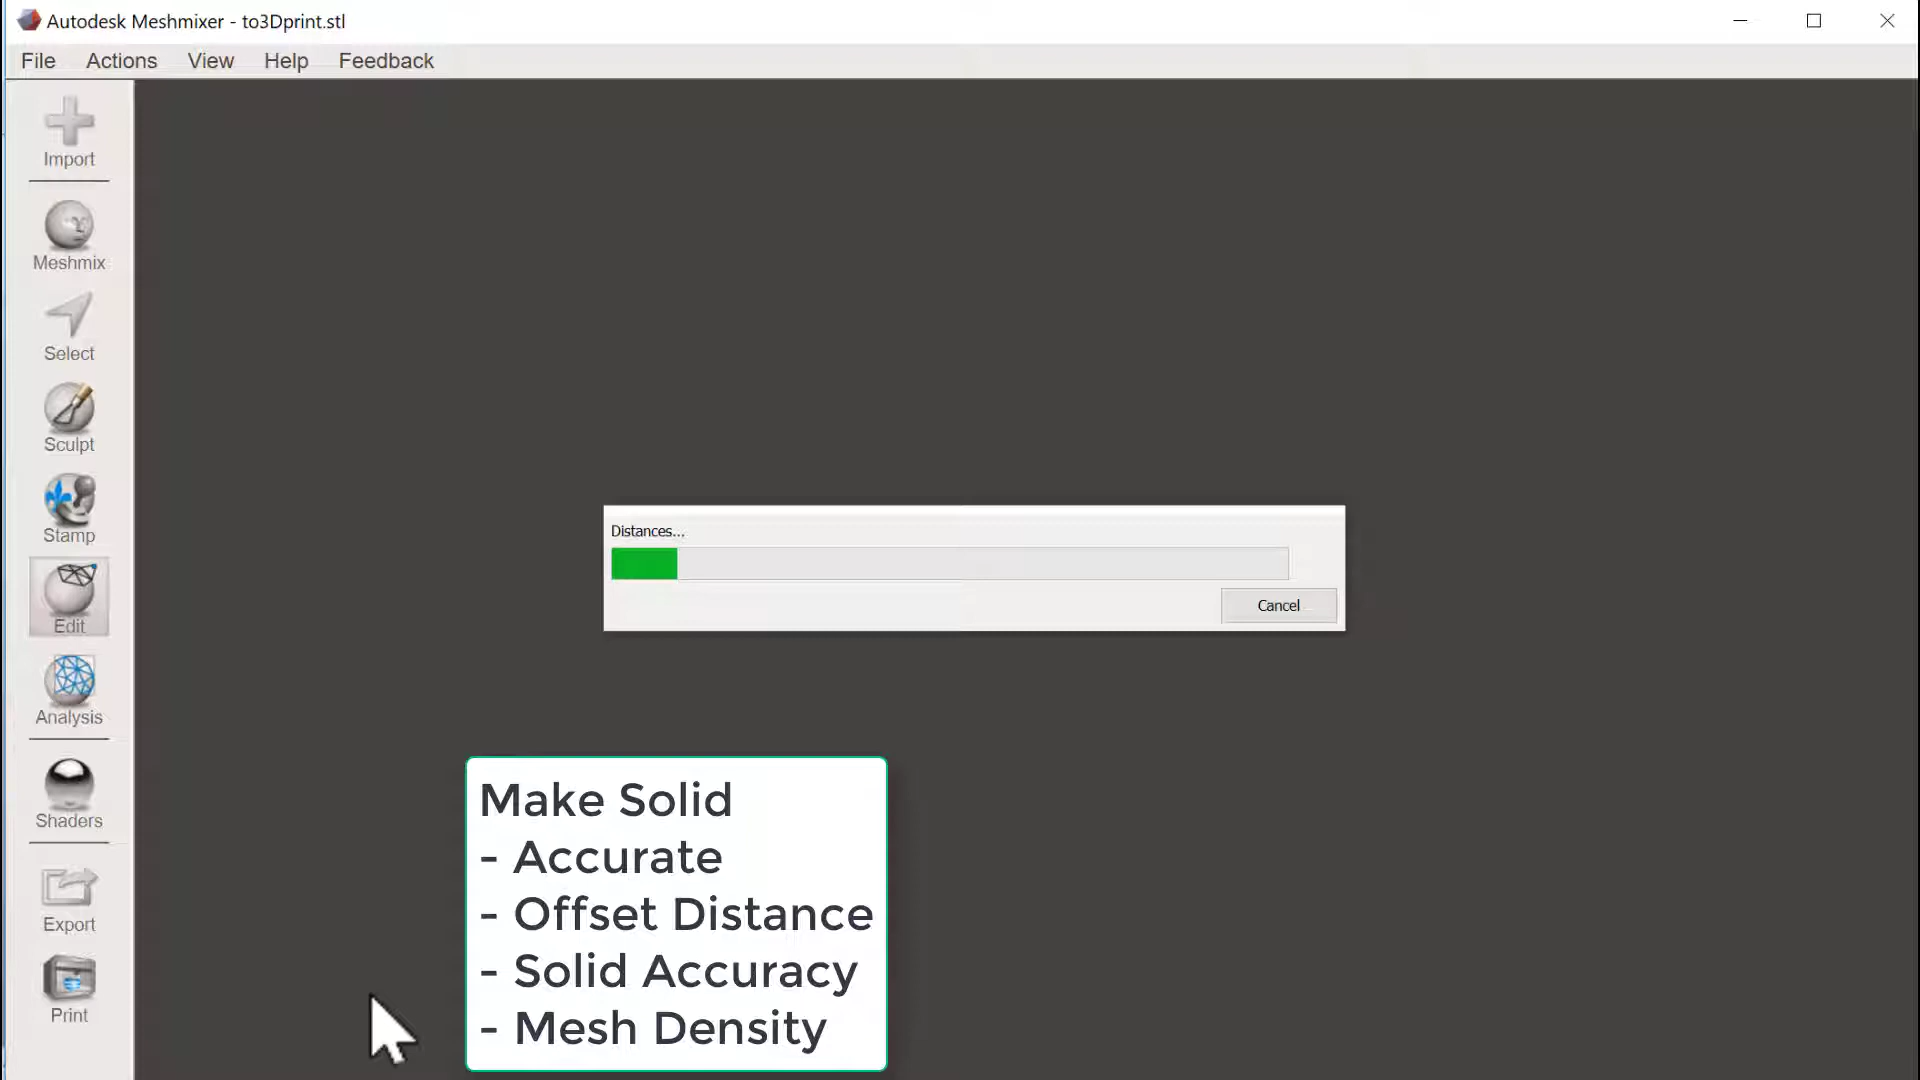 Autodesk Meshmixer - to3Dprint.stl
File Actions View Help Feedback
Import
Meshmix
Select
Sculpt
Stamp
Edit
Analysis
Shaders
Export
Print
Distances...
Cancel
Make Solid
- Accurate
- Offset Distance
- Solid Accuracy
- Mesh Density